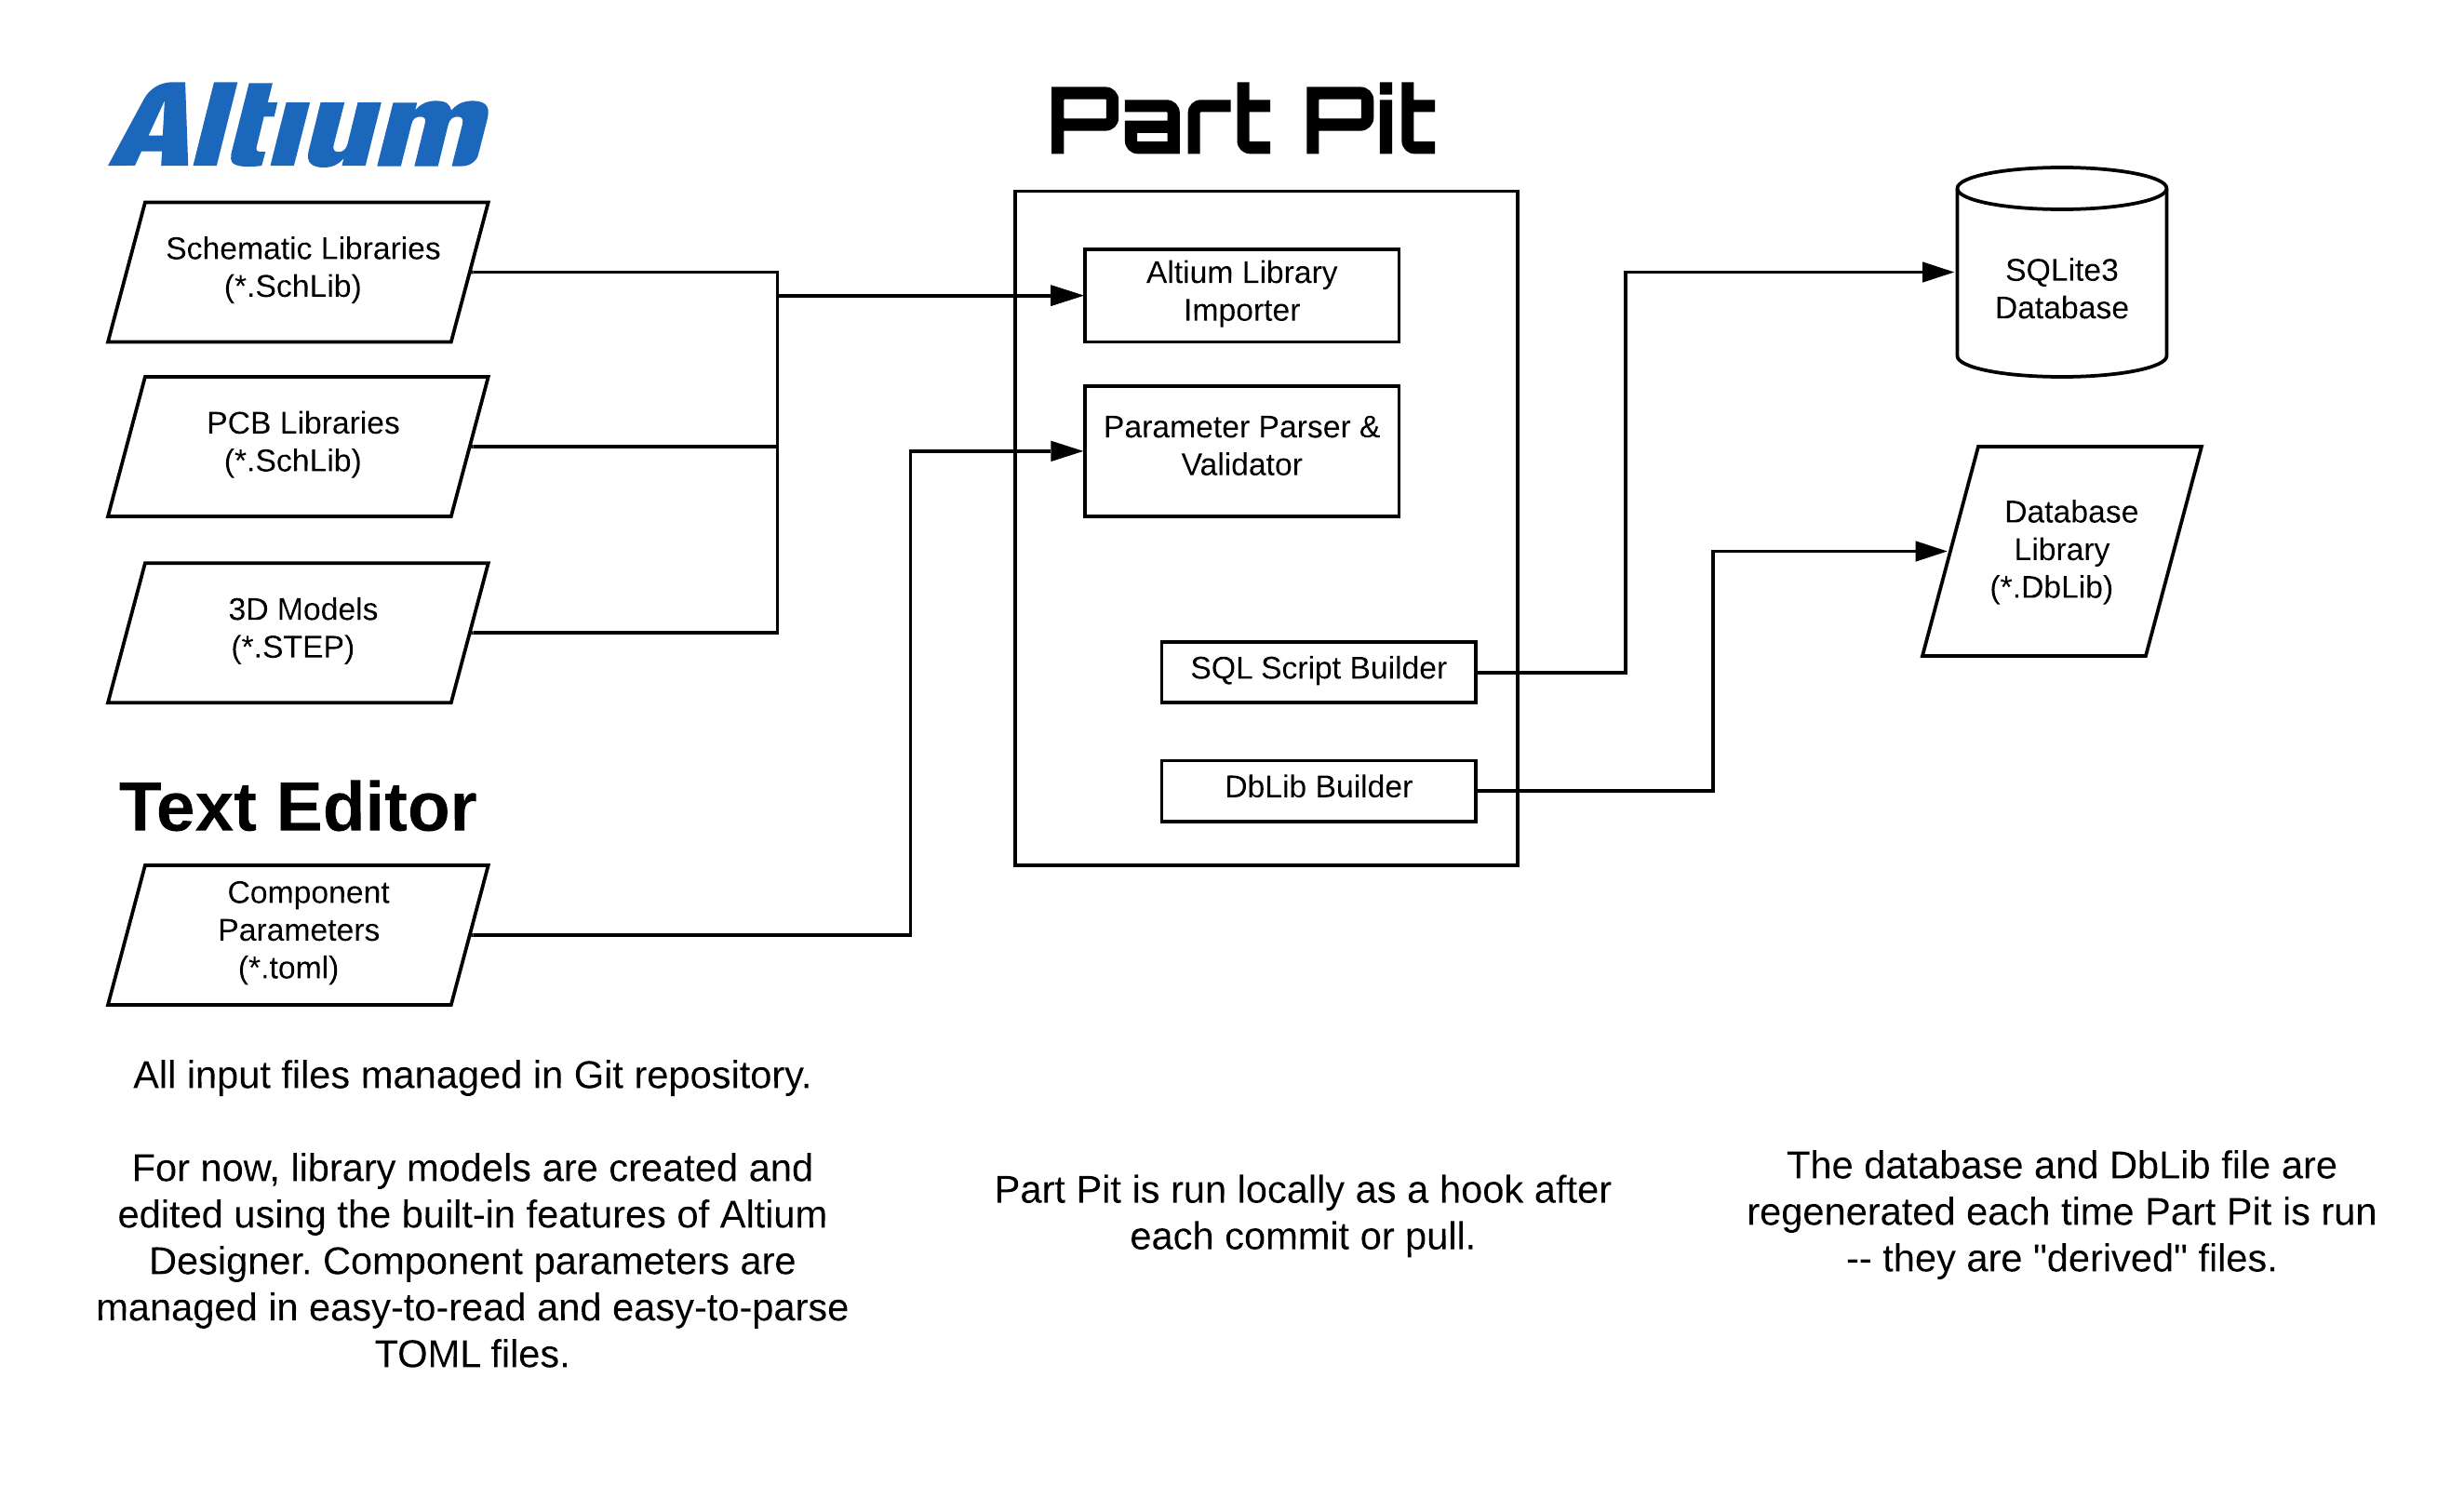 Altium
Schematic Libraries
(*.SchLib)
PCB Libraries
(*.SchLib)
3D Models
(*.STEP)
Text Editor
Component
Parameters
(*.toml)
All input files managed in Git repository.
For now, library models are created and
edited using the built-in features of Altium
Designer. Component parameters are
managed in easy-to-read and easy-to-parse
TOML files.
Part Pit
Altium Library
Importer
Parameter Parser &
Validator
SQL Script Builder
DbLib Builder
Part Pit is run locally as a hook after
each commit or pull.
SQLite3
Database
Database
Library
(*.DbLib)
The database and DbLib file are
regenerated each time Part Pit is run
-- they are "derived" files.